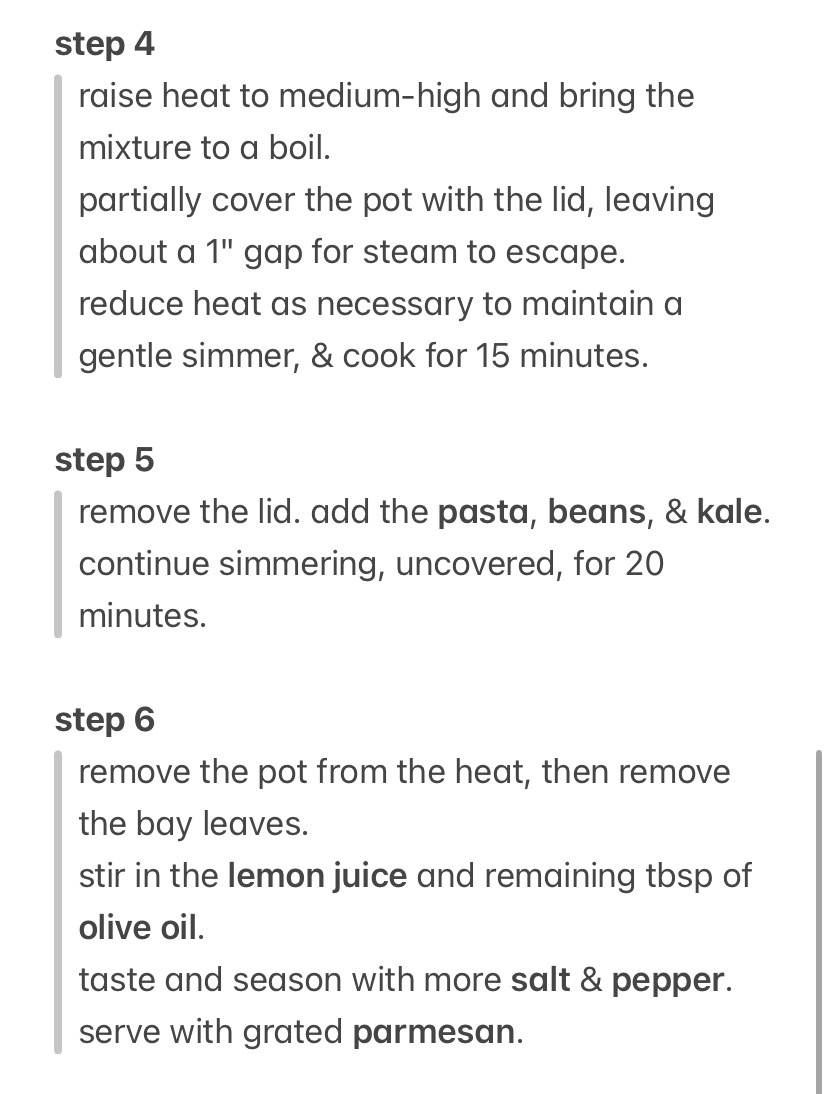 step 4
raise heat to medium-high and bring the
mixture to a boil.
partially cover the pot with the lid, leaving
about a 1" gap for steam to escape.
reduce heat as necessary to maintain a
gentle simmer, & cook for 15 minutes.
step 5
remove the lid. add the pasta, beans, & kale.
continue simmering, uncovered, for 20
minutes.
step 6
remove the pot from the heat, then remove
the bay leaves.
stir in the lemon juice and remaining tbsp of
olive oil.
taste and season with more salt & pepper.
serve with grated parmesan.